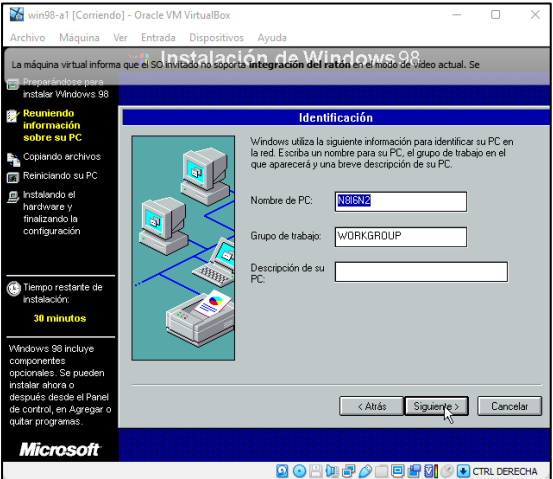 win98-a1 [Corriendo] - Oracle VM VirtualBox
Archivo Máquina Ver Entrada Dispositivos Ayuda
Instalación de Windows 98
La máquina virtual informa que el SO invitado no soporta integración del ratón en el modo de vídeo actual. Se
Preparándose para
instalar Windows 98
Reuniendo
información
sobre su PC
Copiando archivos
Reiniciando su PC
Instalando el
hardware y
finalizando la
configuración
Tiempo restante de
instalación:
30 minutos
Windows 98 incluye
componentes
opcionales. Se pueden
instalar ahora o
después desde el Panel
de control, en Agregar o
quitar programas.
Microsoft
Identificación
Windows utiliza la siguiente información para identificar su PC en
la red. Escriba un nombre para su PC, el grupo de trabajo en el
que aparecerá y una breve descripción de su PC.
Nombre de PC: N8I6N2
Grupo de trabajo: WORKGROUP
Descripción de su
PC:
< Atrás Siguiente > Cancelar
CTRL DERECHA